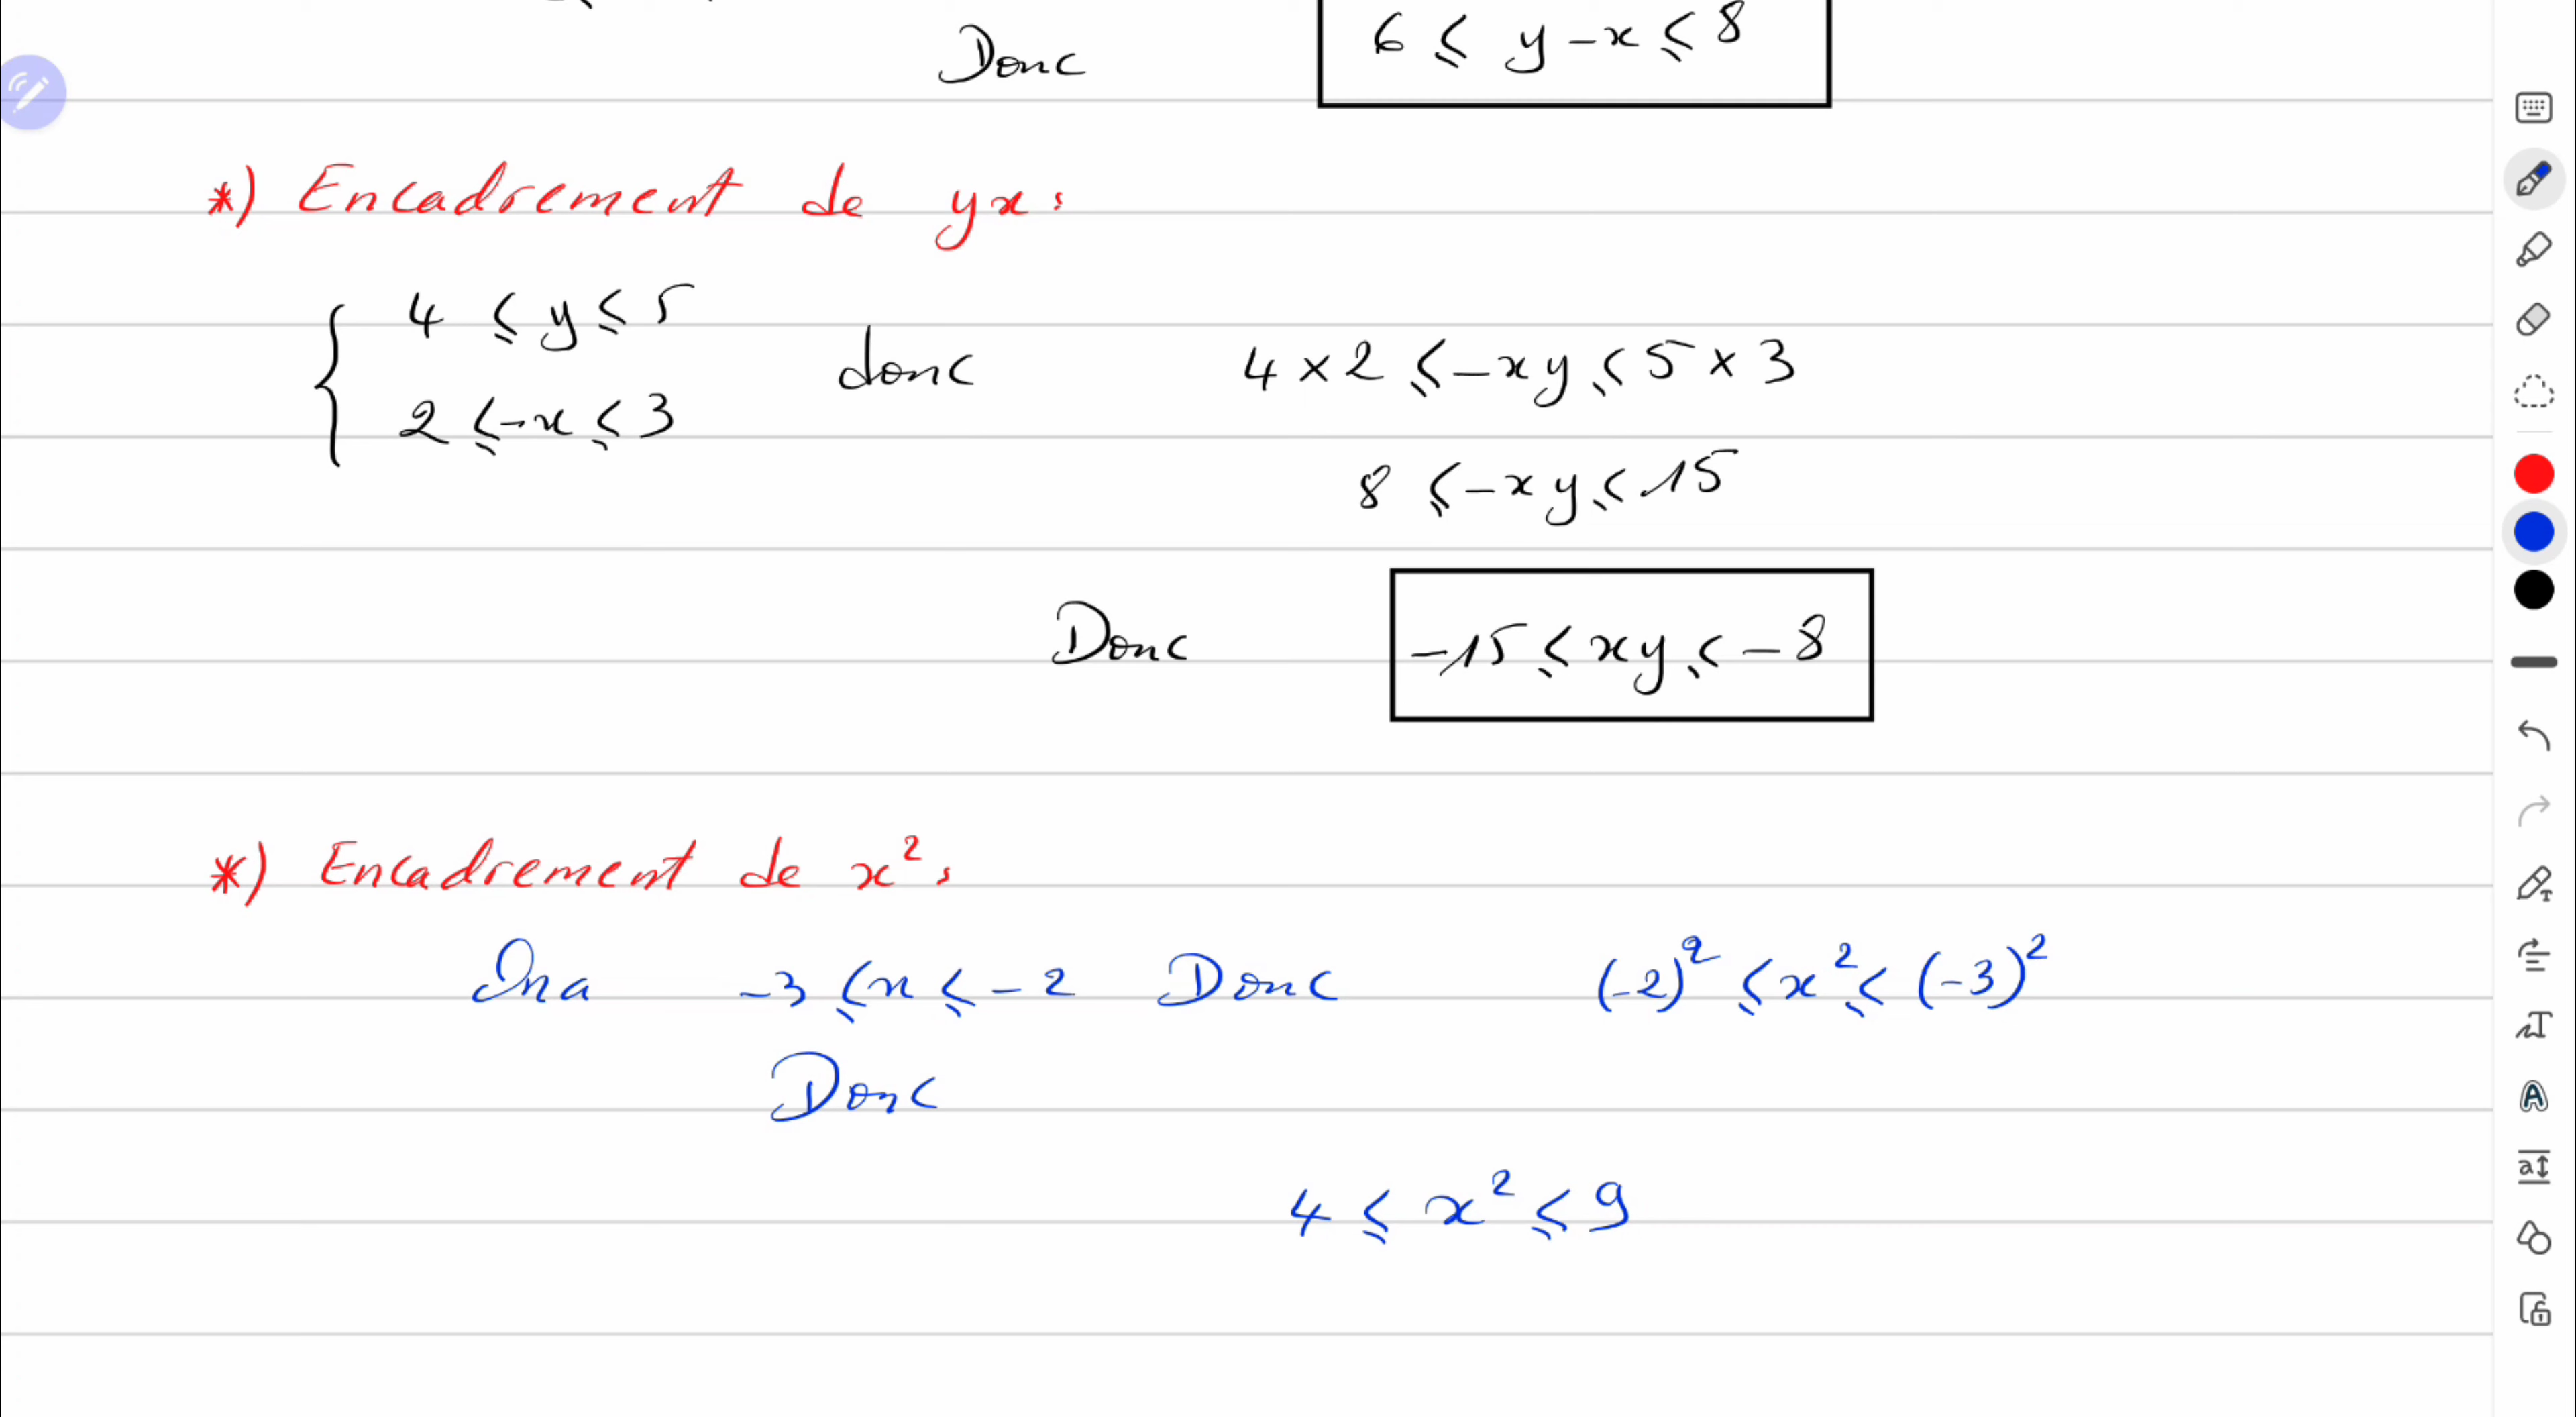 Donc 6 ≤ y - x ≤ 8
*) Encadrement de yx :
4 ≤ y ≤ 5
donc 4 × 2 ≤ -xy ≤ 5 × 3
2 ≤ -x ≤ 3
8 ≤ -xy ≤ 15
Donc -15 ≤ xy ≤ -8
*) Encadrement de x² :
On a -3 ≤ x ≤ -2 Donc (-2)² ≤ x² ≤ (-3)²
Donc
4 ≤ x² ≤ 9